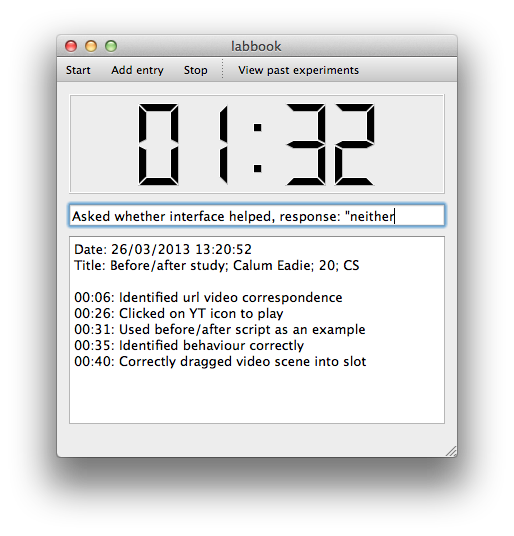 labbook
Start Add entry Stop View past experiments
01:32
Asked whether interface helped, response: "neither
Date: 26/03/2013 13:20:52
Title: Before/after study; Calum Eadie; 20; CS
00:06: Identified url video correspondence
00:26: Clicked on YT icon to play
00:31: Used before/after script as an example
00:35: Identified behaviour correctly
00:40: Correctly dragged video scene into slot